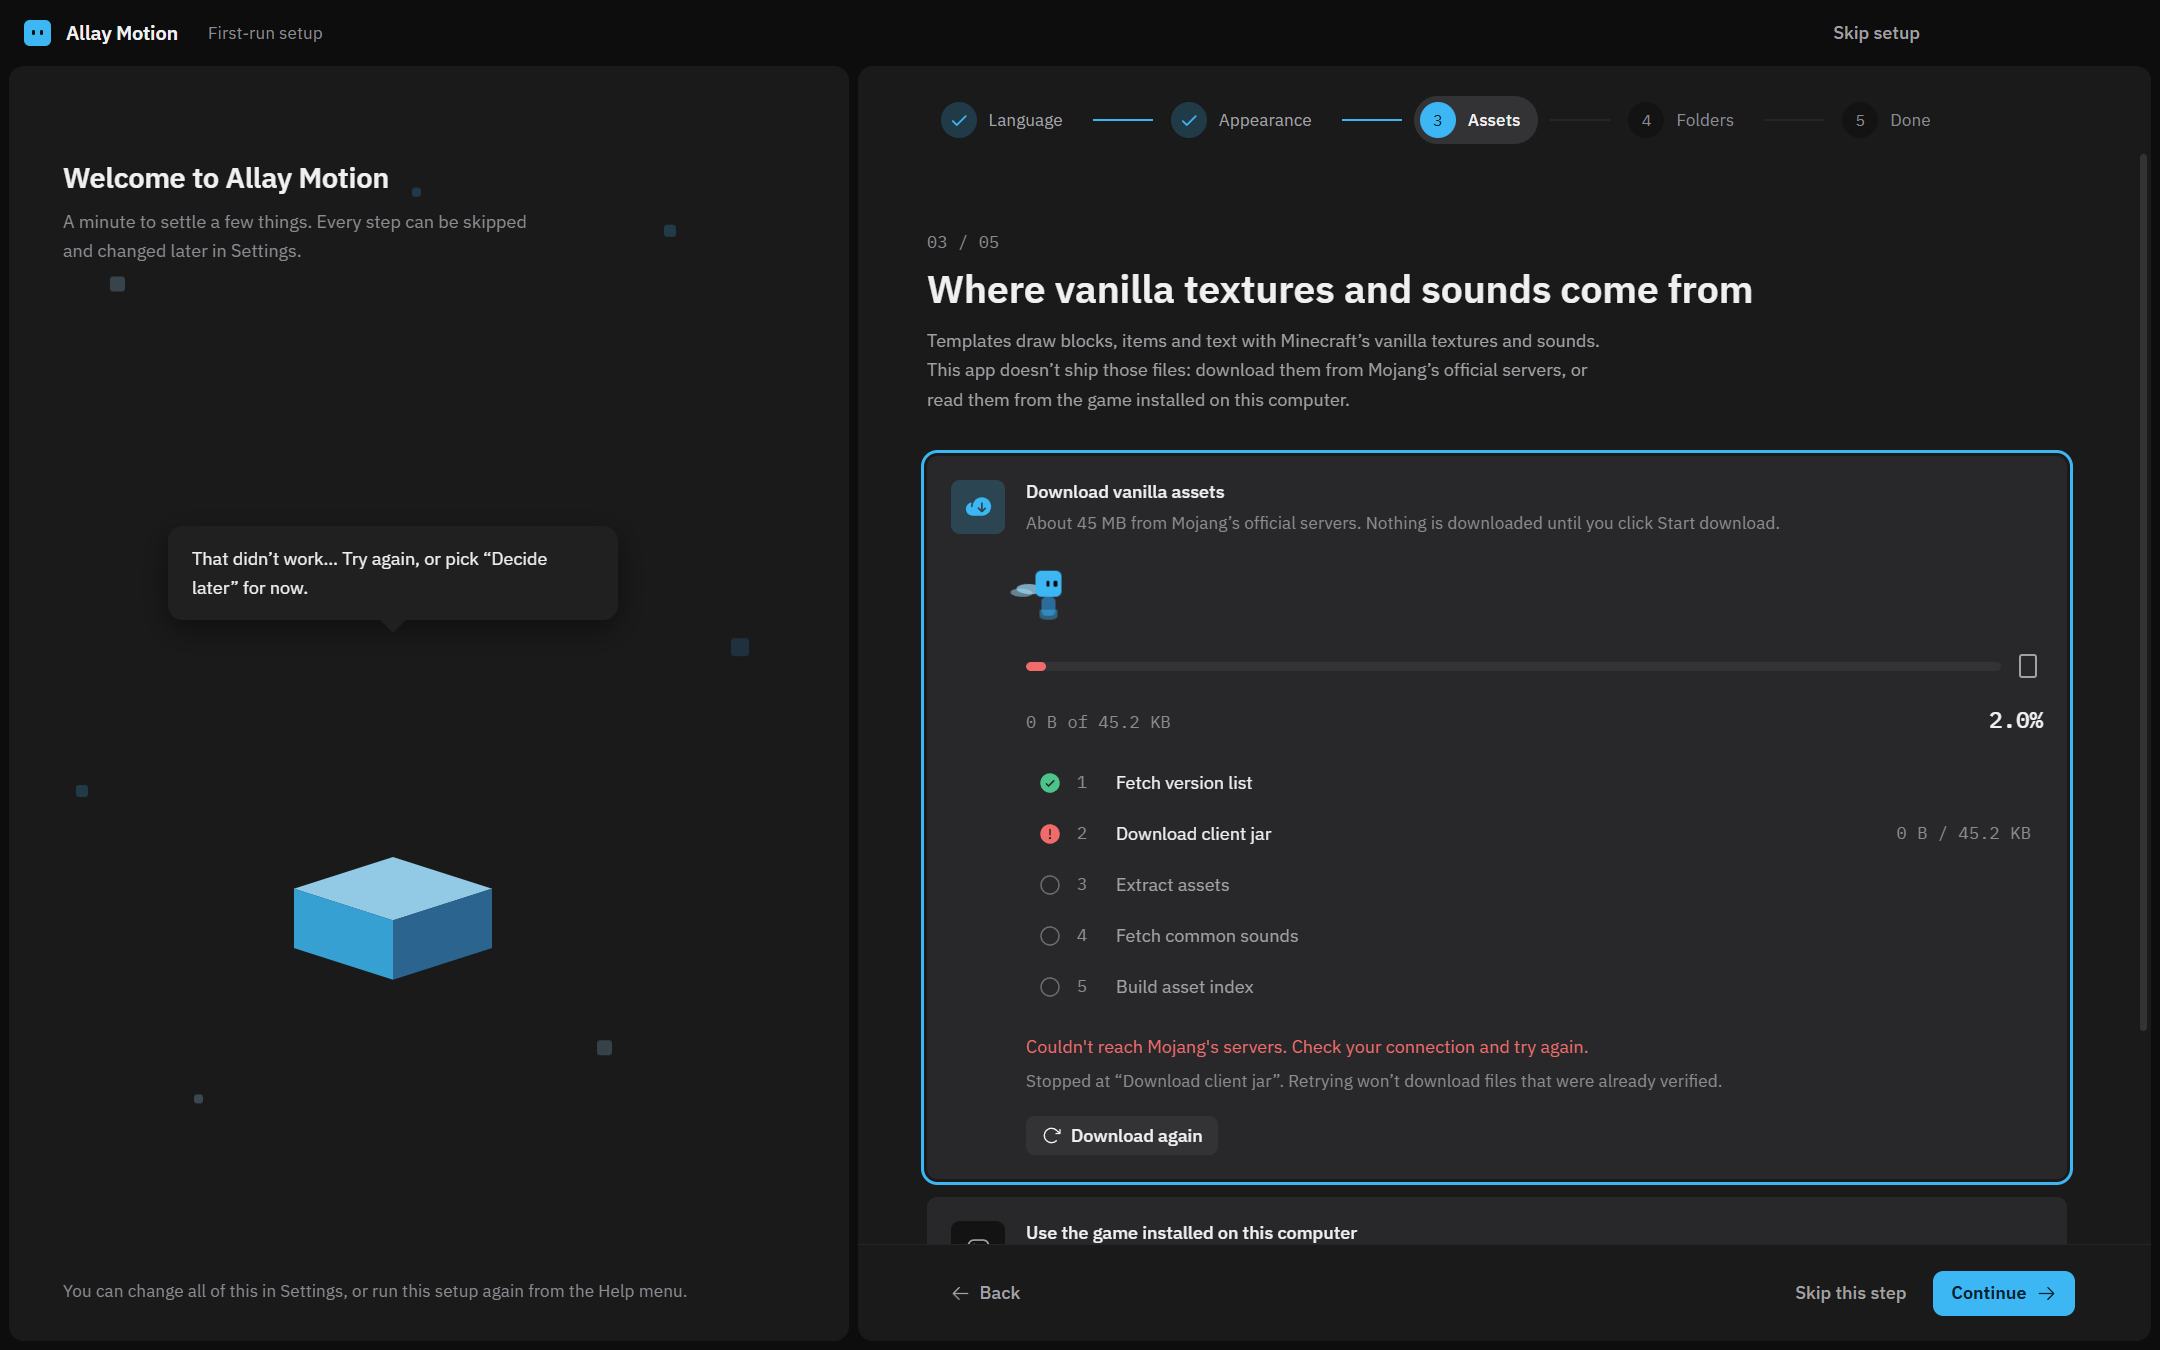 Allay Motion
First-run setup
Skip setup
Welcome to Allay Motion
A minute to settle a few things. Every step can be skipped
and changed later in Settings.
That didn’t work... Try again, or pick “Decide
later” for now.
You can change all of this in Settings, or run this setup again from the Help menu.
Language
Appearance
3 Assets
4 Folders
5 Done
03 / 05
Where vanilla textures and sounds come from
Templates draw blocks, items and text with Minecraft’s vanilla textures and sounds.
This app doesn’t ship those files: download them from Mojang’s official servers, or
read them from the game installed on this computer.
Download vanilla assets
About 45 MB from Mojang’s official servers. Nothing is downloaded until you click Start download.
0 B of 45.2 KB
2.0%
1 Fetch version list
2 Download client jar 0 B / 45.2 KB
3 Extract assets
4 Fetch common sounds
5 Build asset index
Couldn't reach Mojang's servers. Check your connection and try again.
Stopped at “Download client jar”. Retrying won’t download files that were already verified.
Download again
Use the game installed on this computer
Back
Skip this step
Continue